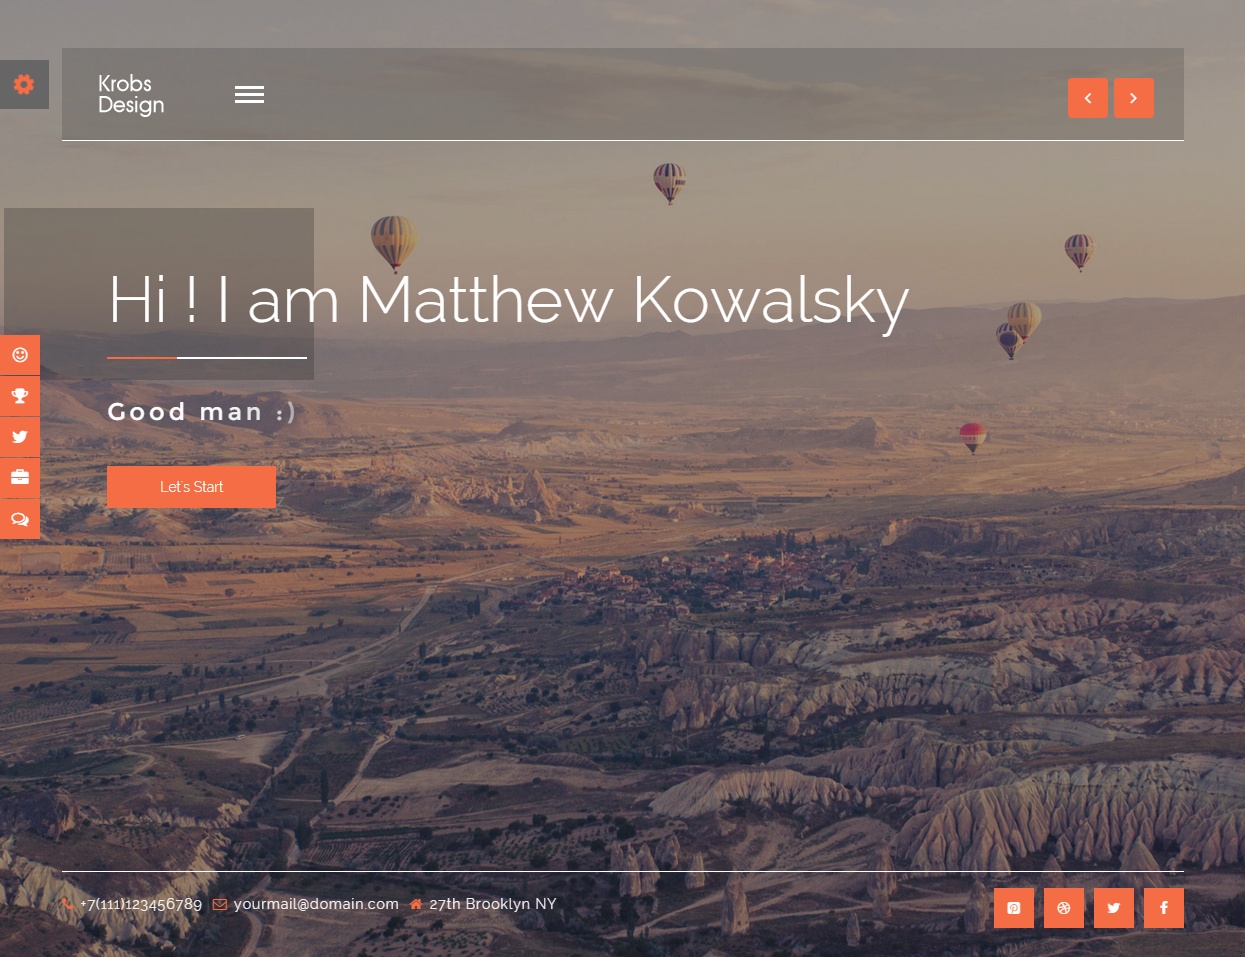 Krobs
Design
Hi ! I am Matthew Kowalsky
Good man :)
Let's Start
+7(111)123456789 yourmail@domain.com 27th Brooklyn NY